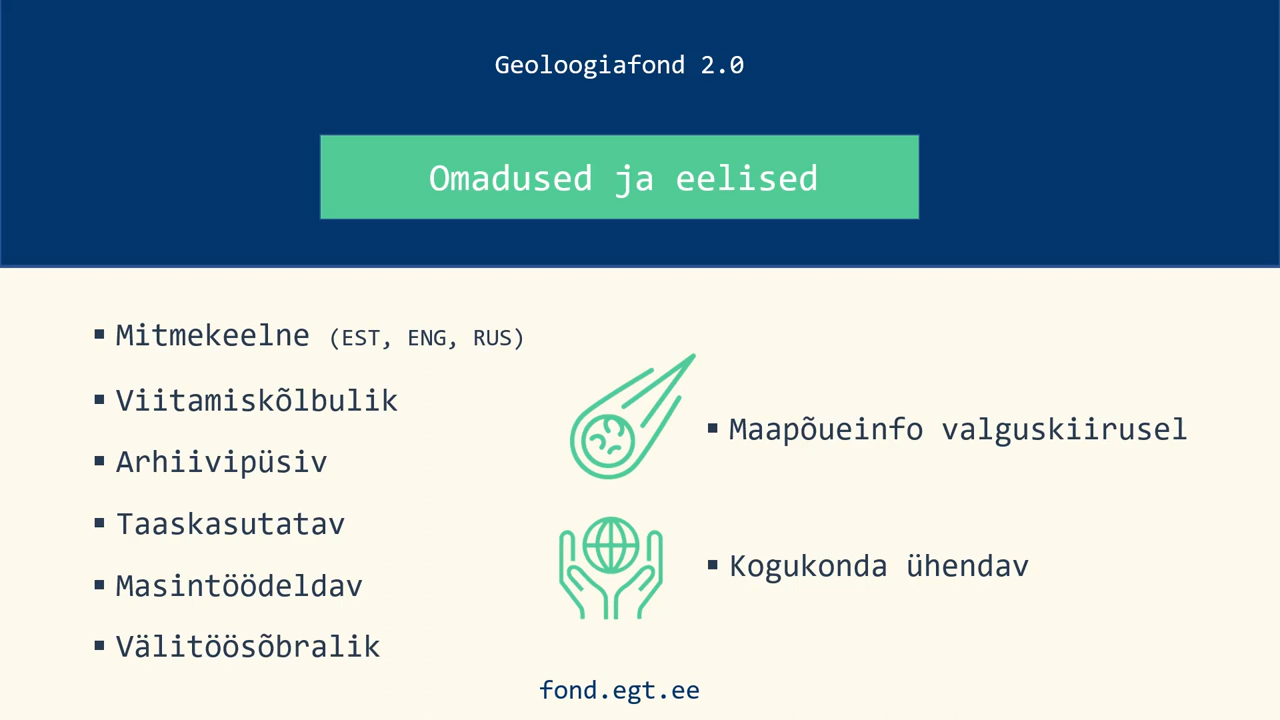 Geoloogiafond 2.0
Omadused ja eelised
▪ Mitmekeelne (EST, ENG, RUS)
▪ Viitamiskõlbulik
▪ Arhiivipüsiv
▪ Taaskasutatav
▪ Masintöödeldav
▪ Välitöösõbralik
▪ Maapõueinfo valguskiirusel
▪ Kogukonda ühendav
fond.egt.ee